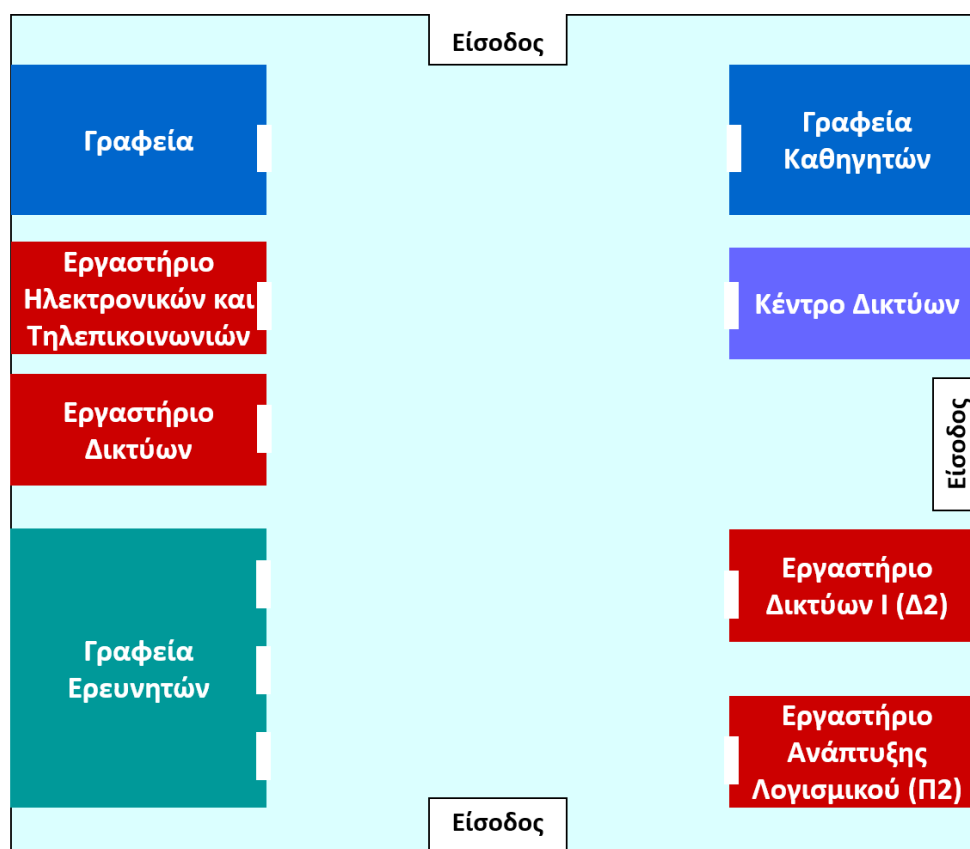 Είσοδος
Γραφεία
Γραφεία
Καθηγητών
Εργαστήριο
Ηλεκτρονικών και
Τηλεπικοινωνιών
Κέντρο Δικτύων
Εργαστήριο
Δικτύων
Είσοδος
Γραφεία
Ερευνητών
Εργαστήριο
Δικτύων Ι (Δ2)
Εργαστήριο
Ανάπτυξης
Λογισμικού (Π2)
Είσοδος